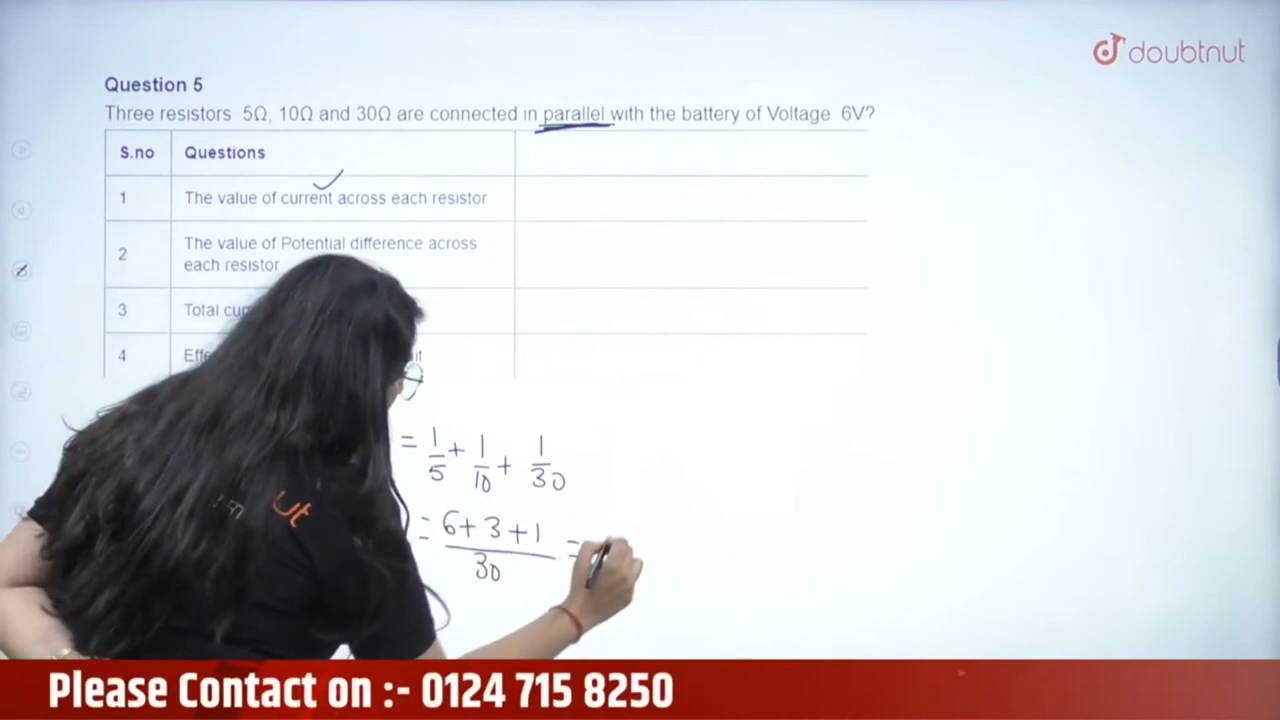 doubtnut
Question 5
Three resistors 5Ω, 10Ω and 30Ω are connected in parallel with the battery of Voltage 6V?
S.no Questions
1 The value of current across each resistor
2 The value of Potential difference across
each resistor
3 Total
4
= 1/5 + 1/10 + 1/30
= 6+3+1/30 =
ut
Please Contact on :- 0124 715 8250